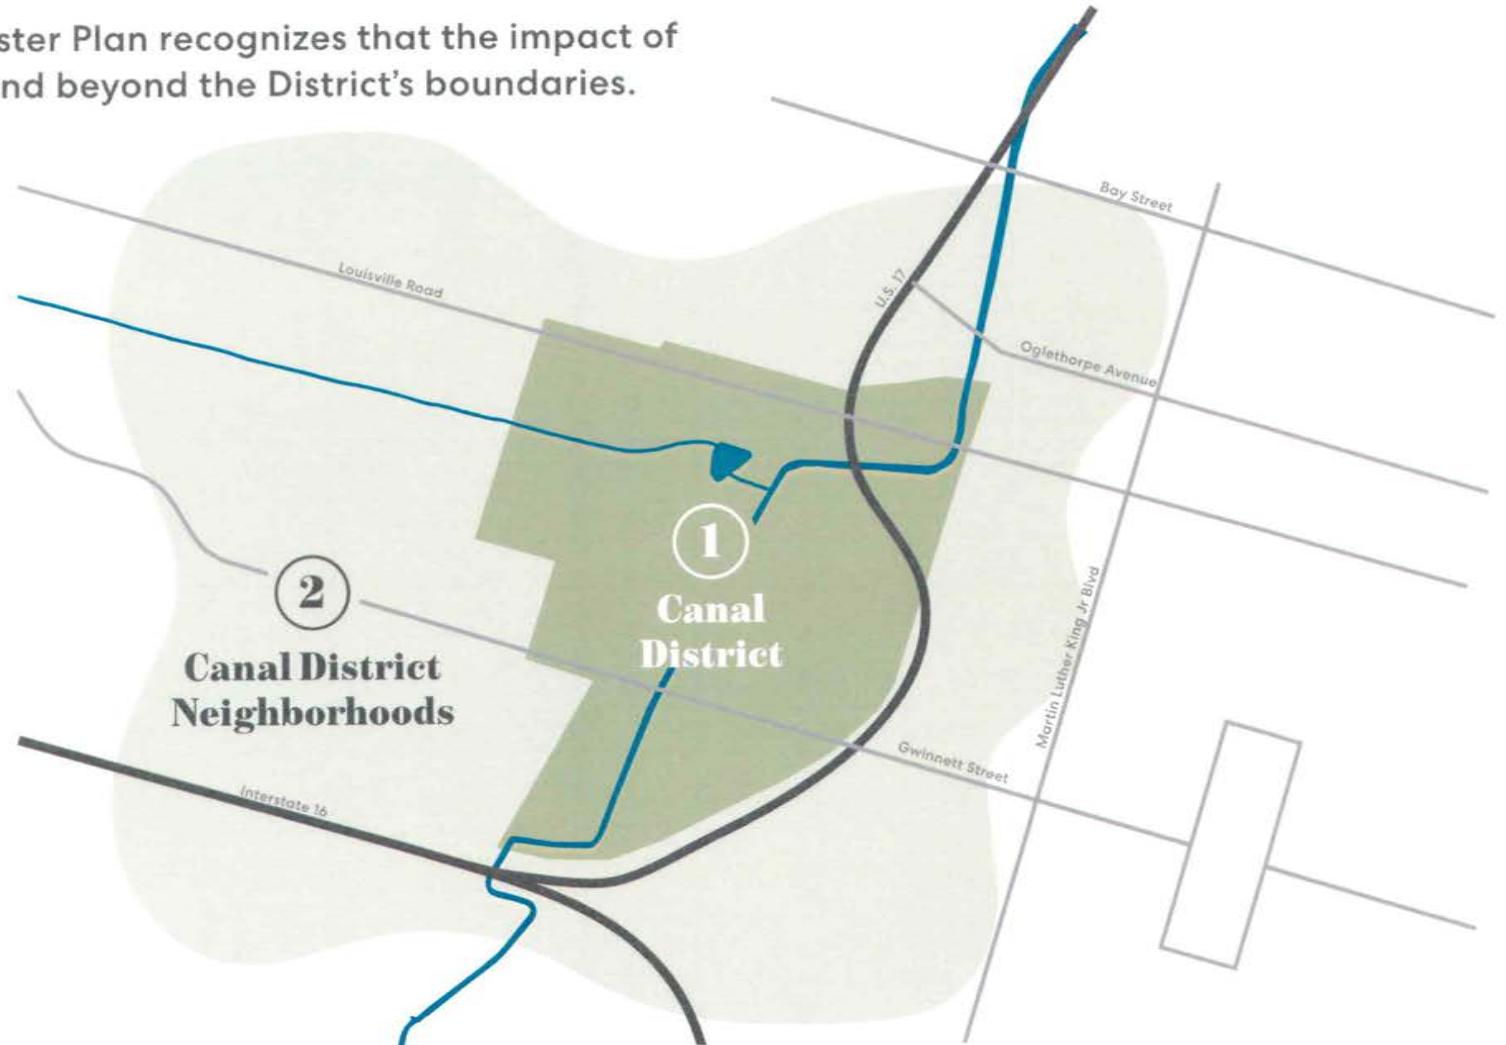 ster Plan recognizes that the impact of
nd beyond the District's boundaries.
Bay Street
Louisville Road
U.S. 17
Oglethorpe Avenue
1
Canal
District
2
Canal District
Neighborhoods
Martin Luther King Jr Blvd
Gwinnett Street
Interstate 16